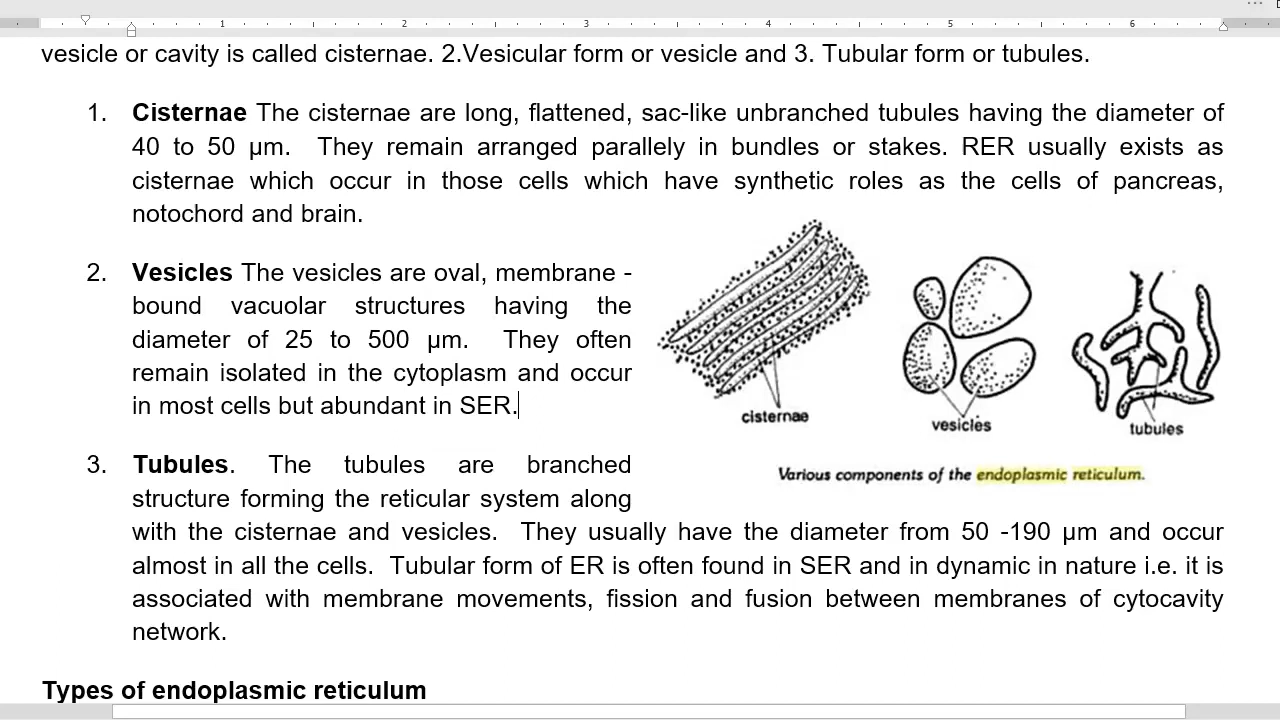 1 2 3 4 5 6
vesicle or cavity is called cisternae. 2.Vesicular form or vesicle and 3. Tubular form or tubules.
1. Cisternae The cisternae are long, flattened, sac-like unbranched tubules having the diameter of
40 to 50 μm. They remain arranged parallely in bundles or stakes. RER usually exists as
cisternae which occur in those cells which have synthetic roles as the cells of pancreas,
notochord and brain.
2. Vesicles The vesicles are oval, membrane -
bound vacuolar structures having the
diameter of 25 to 500 μm. They often
remain isolated in the cytoplasm and occur
in most cells but abundant in SER.
cisternae
vesicles
tubules
Various components of the endoplasmic reticulum.
3. Tubules. The tubules are branched
structure forming the reticular system along
with the cisternae and vesicles. They usually have the diameter from 50 -190 μm and occur
almost in all the cells. Tubular form of ER is often found in SER and in dynamic in nature i.e. it is
associated with membrane movements, fission and fusion between membranes of cytocavity
network.
Types of endoplasmic reticulum